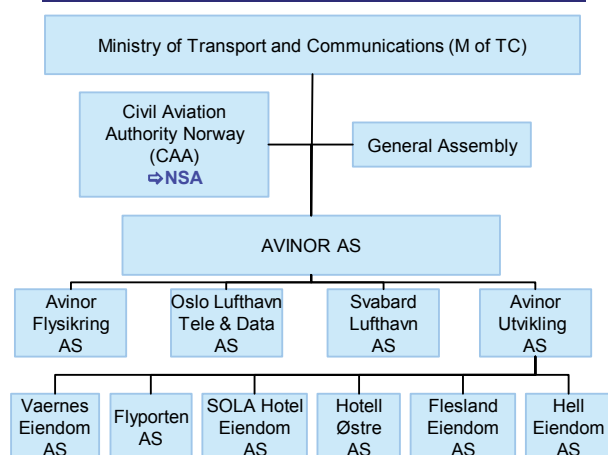 Ministry of Transport and Communications (M of TC)
Civil Aviation
Authority Norway
(CAA)
⇨NSA
General Assembly
AVINOR AS
Avinor
Flysikring
AS
Oslo Lufthavn
Tele & Data
AS
Svabard
Lufthavn
AS
Avinor
Utvikling
AS
Vaernes
Eiendom
AS
Flyporten
AS
SOLA Hotel
Eiendom
AS
Hotell
Østre
AS
Flesland
Eiendom
AS
Hell
Eiendom
AS